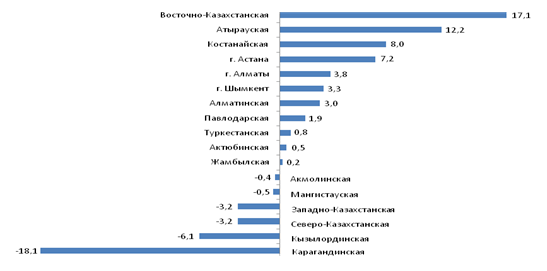 Восточно-Казахстанская 17,1
Атырауская 12,2
Костанайская 8,0
г. Астана 7,2
г. Алматы 3,8
г. Шымкент 3,3
Алматинская 3,0
Павлодарская 1,9
Туркестанская 0,8
Актюбинская 0,5
Жамбылская 0,2
-0,4 Акмолинская
-0,5 Мангистауская
-3,2 Западно-Казахстанская
-3,2 Северо-Казахстанская
-6,1 Кызылординская
-18,1 Карагандинская